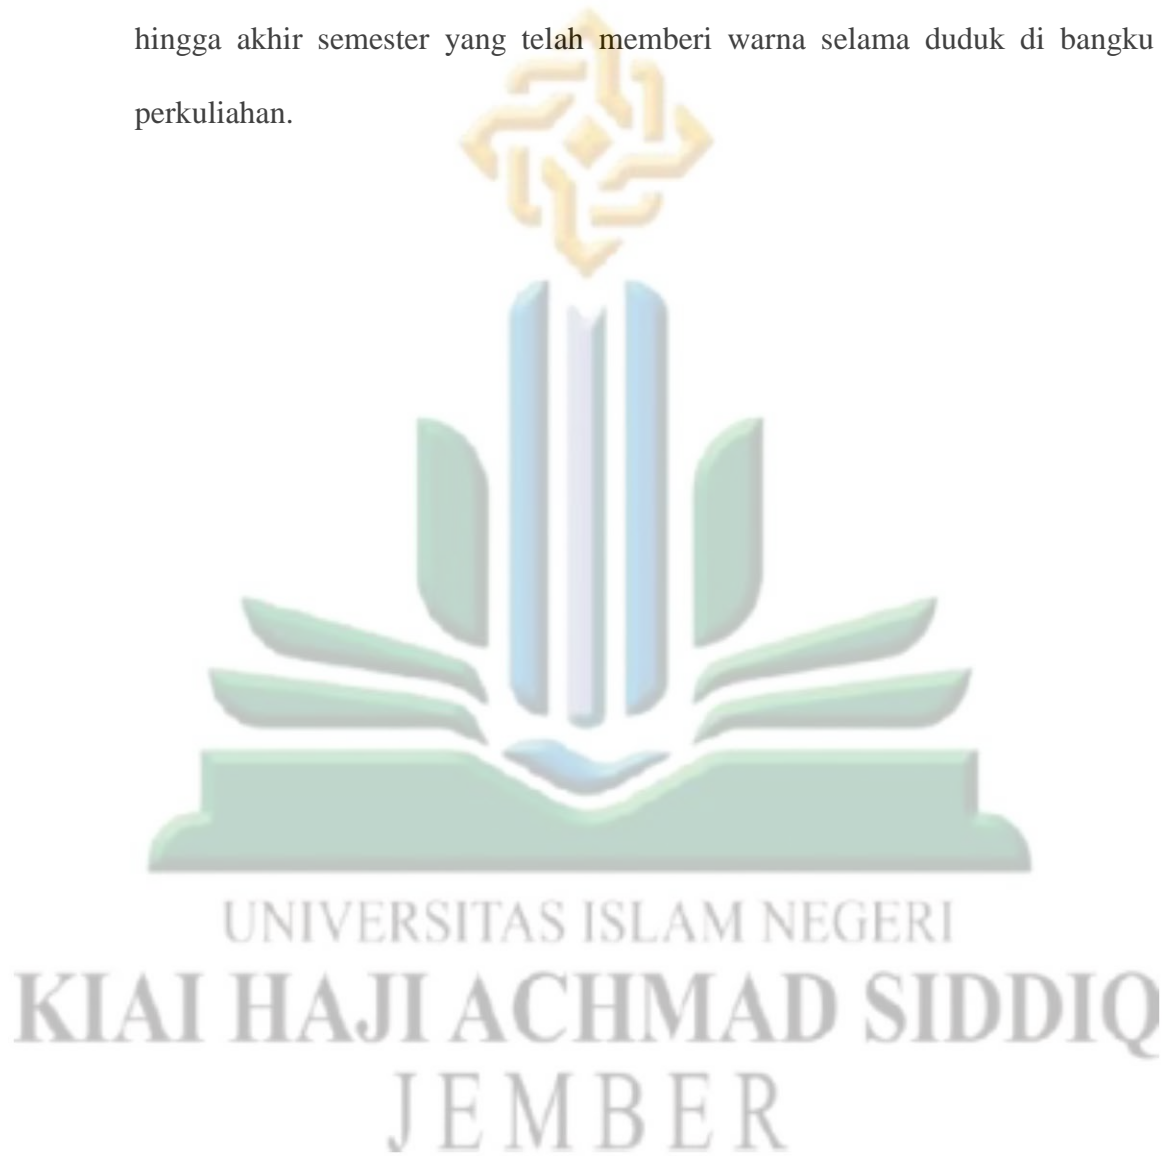 hingga akhir semester yang telah memberi warna selama duduk di bangku
perkuliahan.
UNIVERSITAS ISLAM NEGERI
KIAI HAJI ACHMAD SIDDIQ
JEMBER